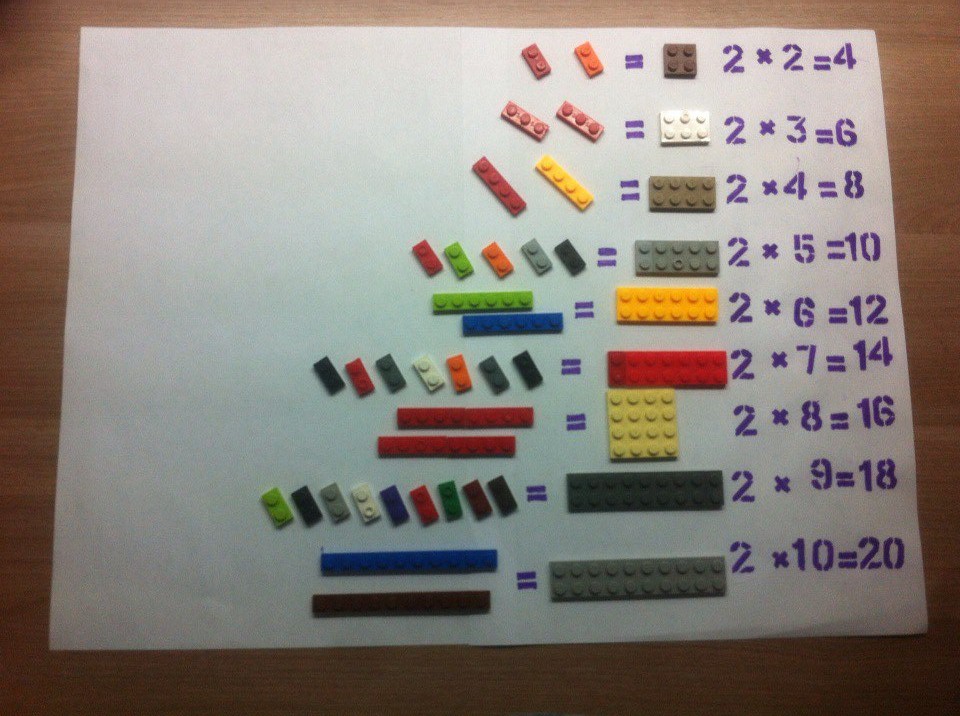 = 2 × 2 = 4
= 2 × 3 = 6
= 2 × 4 = 8
= 2 × 5 = 10
= 2 × 6 = 12
= 2 × 7 = 14
= 2 × 8 = 16
= 2 × 9 = 18
= 2 × 10 = 20